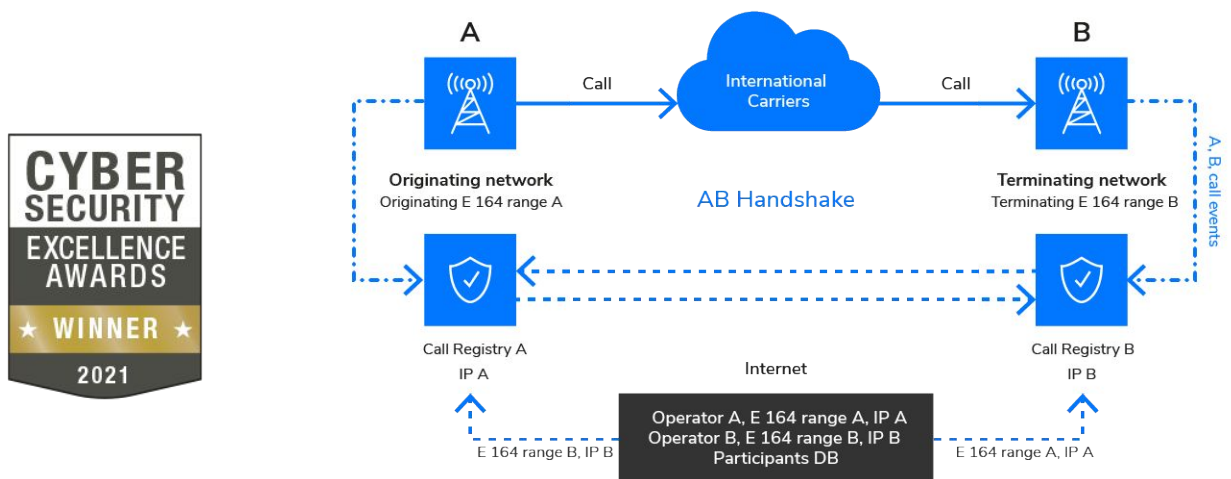 CYBER
SECURITY
EXCELLENCE
AWARDS
WINNER
2021
A
B
Call
International
Carriers
Call
Originating network
Originating E 164 range A
AB Handshake
Terminating network
Terminating E 164 range B
A, B, call events
Call Registry A
IP A
Call Registry B
IP B
Internet
Operator A, E 164 range A, IP A
Operator B, E 164 range B, IP B
Participants DB
E 164 range B, IP B
E 164 range A, IP A